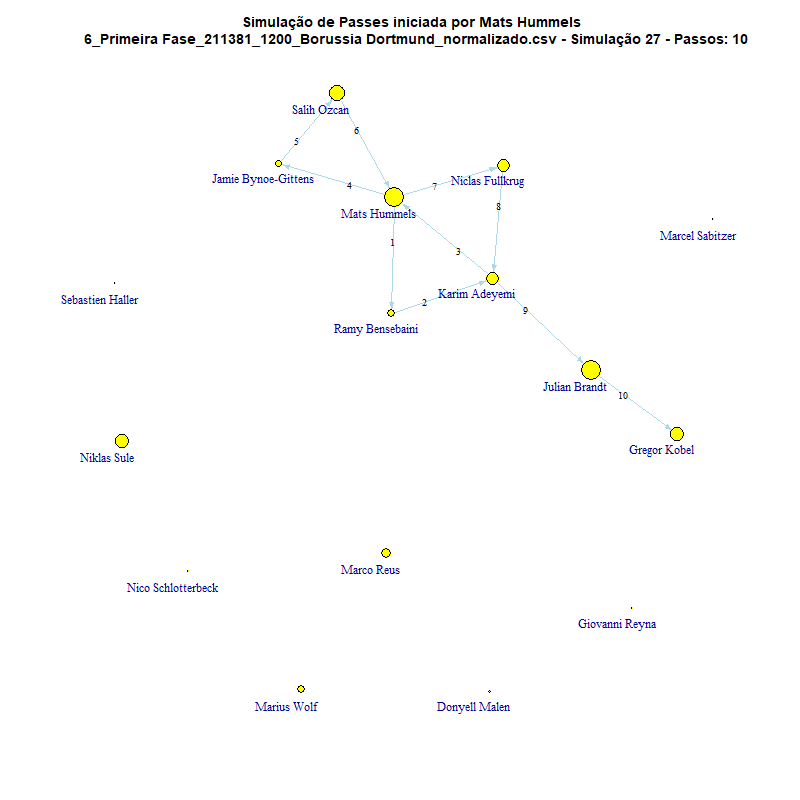 Simulação de Passes iniciada por Mats Hummels
6_Primeira Fase_211381_1200_Borussia Dortmund_normalizado.csv - Simulação 27 - Passos: 10
Salih Ozcan
6
5
Jamie Bynoe-Gittens
4
7
Niclas Fullkrug
Mats Hummels
8
Marcel Sabitzer
1
3
Sebastien Haller
Karim Adeyemi
2
9
Ramy Bensebaini
Julian Brandt
10
Gregor Kobel
Niklas Sule
Marco Reus
Nico Schlotterbeck
Giovanni Reyna
Marius Wolf
Donyell Malen